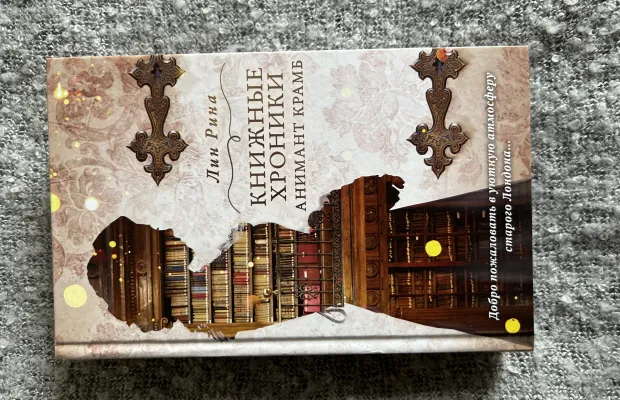 Лин Рина
КНИЖНЫЕ
ХРОНИКИ
АНИМАНТ КРАМБ
Добро пожаловать в уютную атмосферу
старого Лондона...